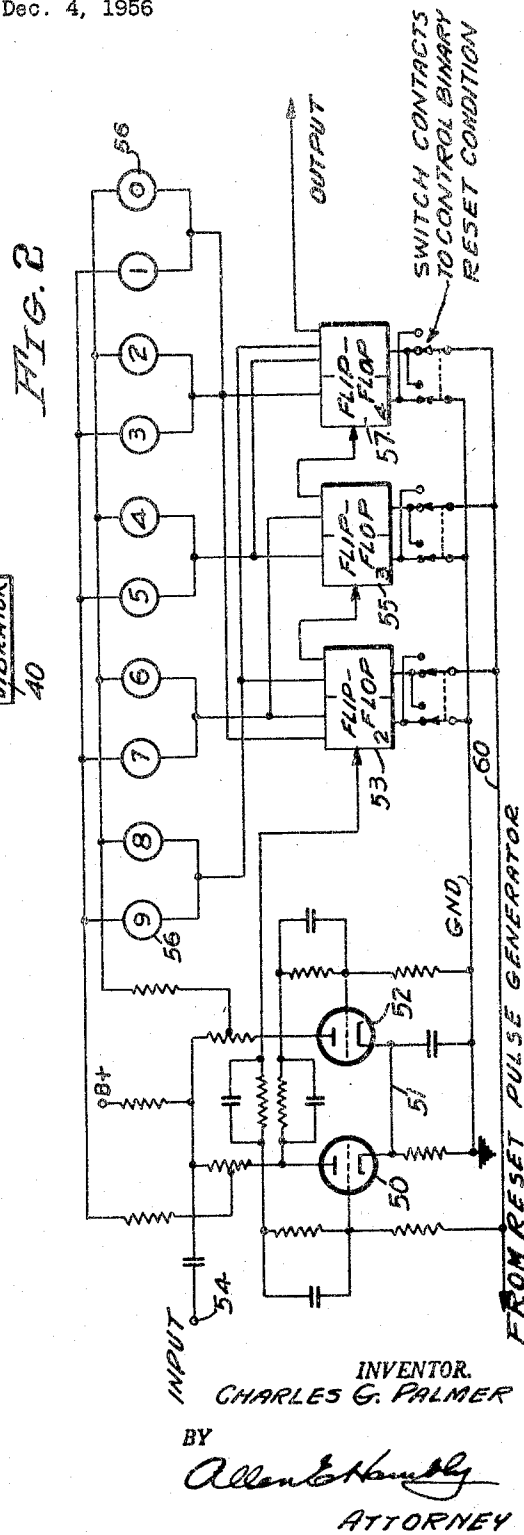 Dec. 4, 1956
VIBRATOR
40
FIG. 2
56
0
1
2
3
4
5
6
7
8
9
56
OUTPUT
B+
INPUT
54
50
51
52
FLIP-
FLOP
53
2
FLIP-
FLOP
55
3
FLIP-
FLOP
57
4
SWITCH CONTACTS
TO CONTROL BINARY
RESET CONDITION
GND
60
FROM RESET PULSE GENERATOR
INVENTOR.
CHARLES G. PALMER
BY
ATTORNEY